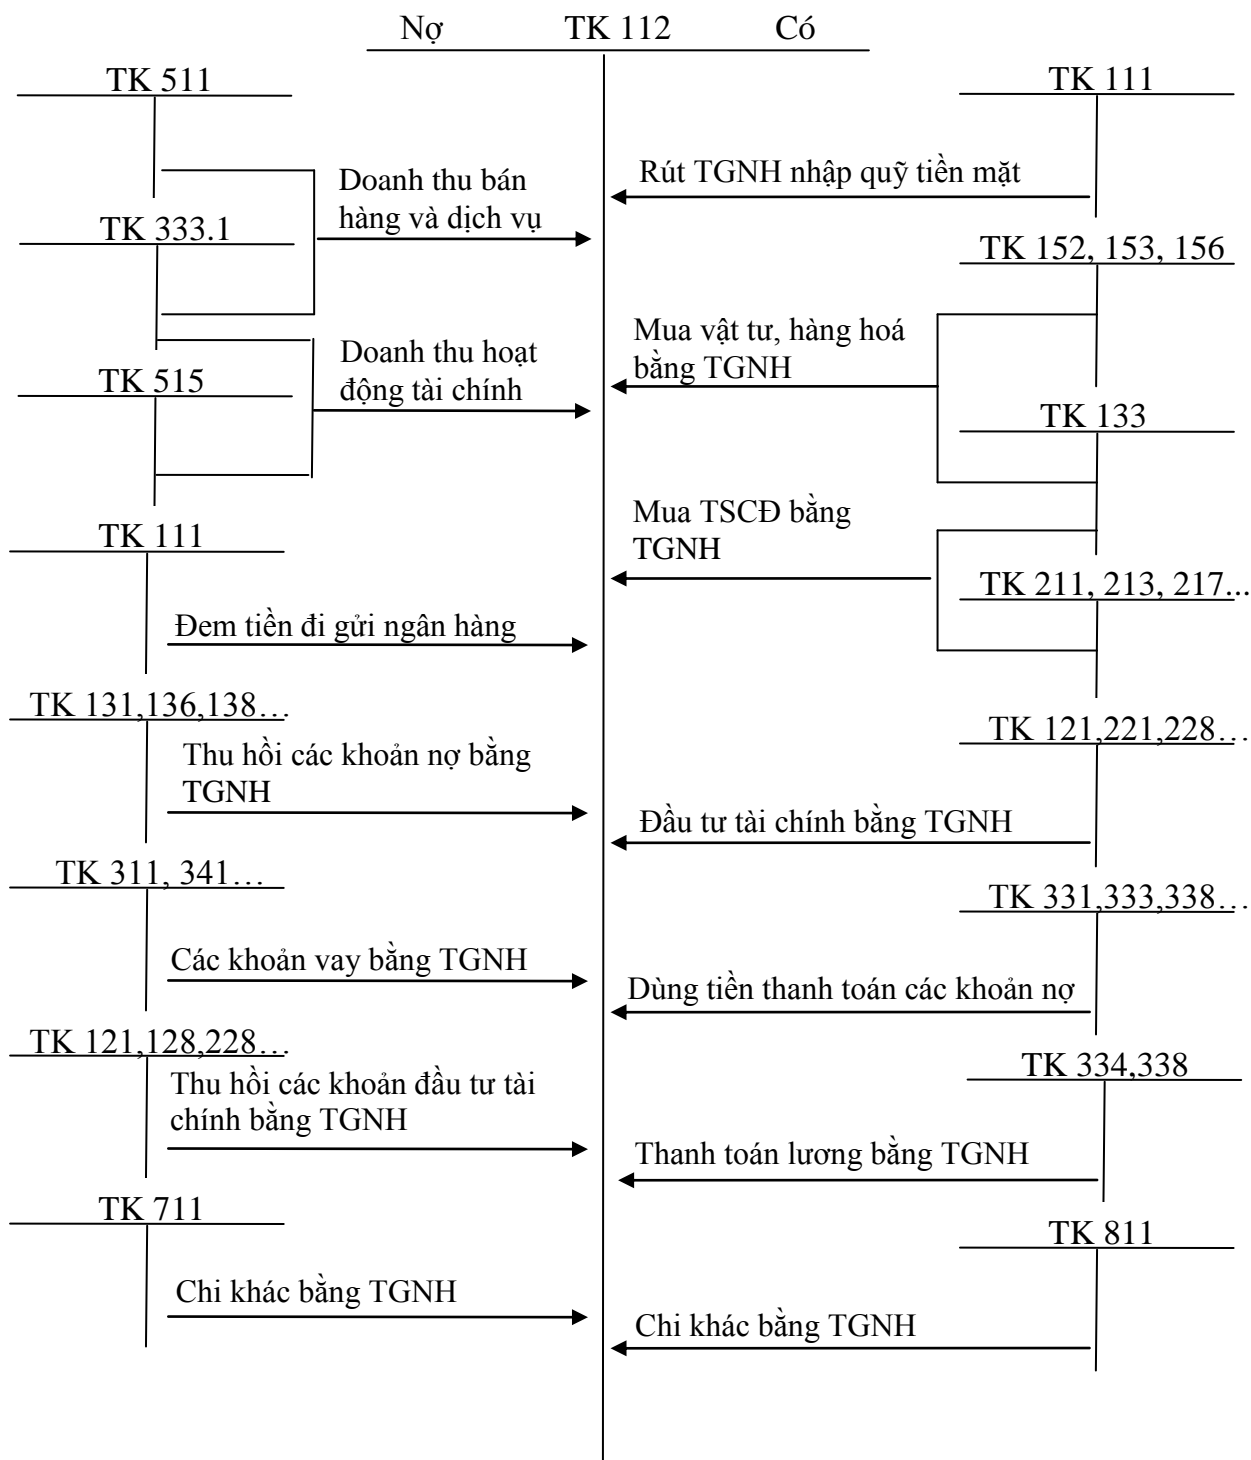 Nợ TK 112 Có
TK 511
TK 111
Doanh thu bán
hàng và dịch vụ
Rút TGNH nhập quỹ tiền mặt
TK 333.1
TK 152, 153, 156
Doanh thu hoạt
động tài chính
Mua vật tư, hàng hoá
bằng TGNH
TK 515
TK 133
Mua TSCĐ bằng
TGNH
TK 111
TK 211, 213, 217...
Đem tiền đi gửi ngân hàng
TK 131,136,138…
TK 121,221,228…
Thu hồi các khoản nợ bằng
TGNH
Đầu tư tài chính bằng TGNH
TK 311, 341…
TK 331,333,338…
Các khoản vay bằng TGNH
Dùng tiền thanh toán các khoản nợ
TK 121,128,228…
TK 334,338
Thu hồi các khoản đầu tư tài
chính bằng TGNH
Thanh toán lương bằng TGNH
TK 711
TK 811
Chi khác bằng TGNH
Chi khác bằng TGNH